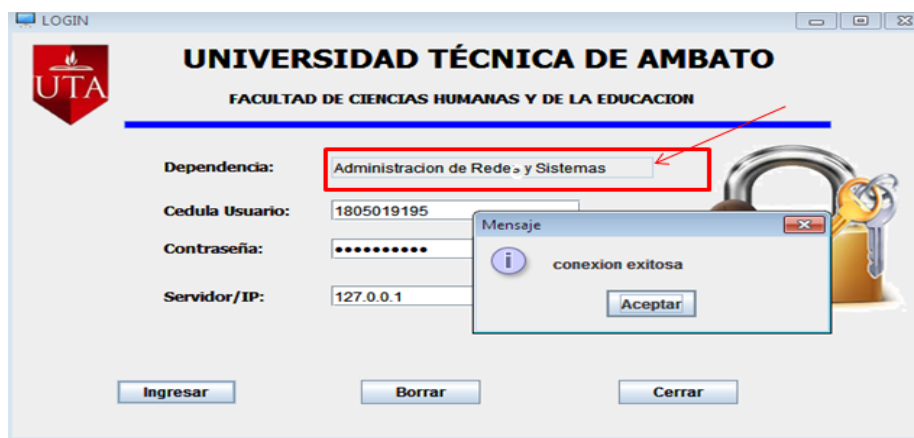 LOGIN
UTA
UNIVERSIDAD TÉCNICA DE AMBATO
FACULTAD DE CIENCIAS HUMANAS Y DE LA EDUCACION
Dependencia: Administracion de Redes y Sistemas
Cedula Usuario: 1805019195
Mensaje
Contraseña: ••••••••••
conexion exitosa
Servidor/IP: 127.0.0.1
Aceptar
Ingresar Borrar Cerrar